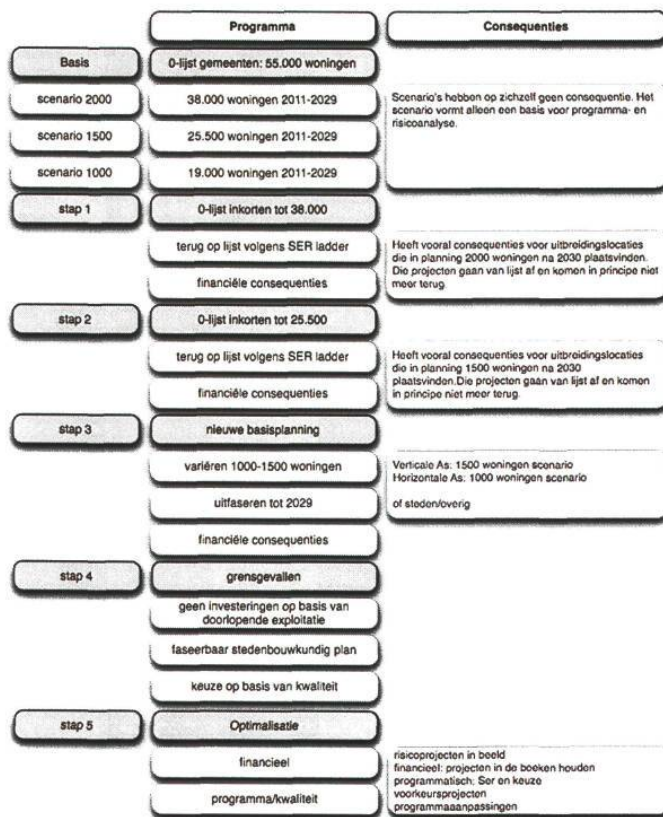 Programma
Consequenties
Basis
0-lijst gemeenten: 55.000 woningen
scenario 2000
38.000 woningen 2011-2029
Scenario's hebben op zichzelf geen consequentie. Het
scenario vormt alleen een basis voor programma- en
risicoanalyse.
scenario 1500
25.500 woningen 2011-2029
scenario 1000
19.000 woningen 2011-2029
stap 1
0-lijst inkorten tot 38.000
terug op lijst volgens SER ladder
Heeft vooral consequenties voor uitbreidingslocaties
die in planning 2000 woningen na 2030 plaatsvinden.
Die projecten gaan van lijst af en komen in principe niet
meer terug.
financiële consequenties
stap 2
0-lijst inkorten tot 25.500
terug op lijst volgens SER ladder
Heeft vooral consequenties voor uitbreidingslocaties
die in planning 1500 woningen na 2030
plaatsvinden.Die projecten gaan van lijst af en komen
in principe niet meer terug.
financiële consequenties
stap 3
nieuwe basisplanning
variëren 1000-1500 woningen
Verticale As: 1500 woningen scenario
Horizontale As: 1000 woningen scenario
of steden/overig
uitfaseren tot 2029
financiële consequenties
stap 4
grensgevallen
geen investeringen op basis van
doorlopende exploitatie
faseerbaar stedenbouwkundig plan
keuze op basis van kwaliteit
stap 5
Optimalisatie
financieel
risicoprojecten in beeld
financieel: projecten in de boeken houden
programmatisch: Ser en keuze
voorkeursprojecten
programmaaanpassingen
programma/kwaliteit